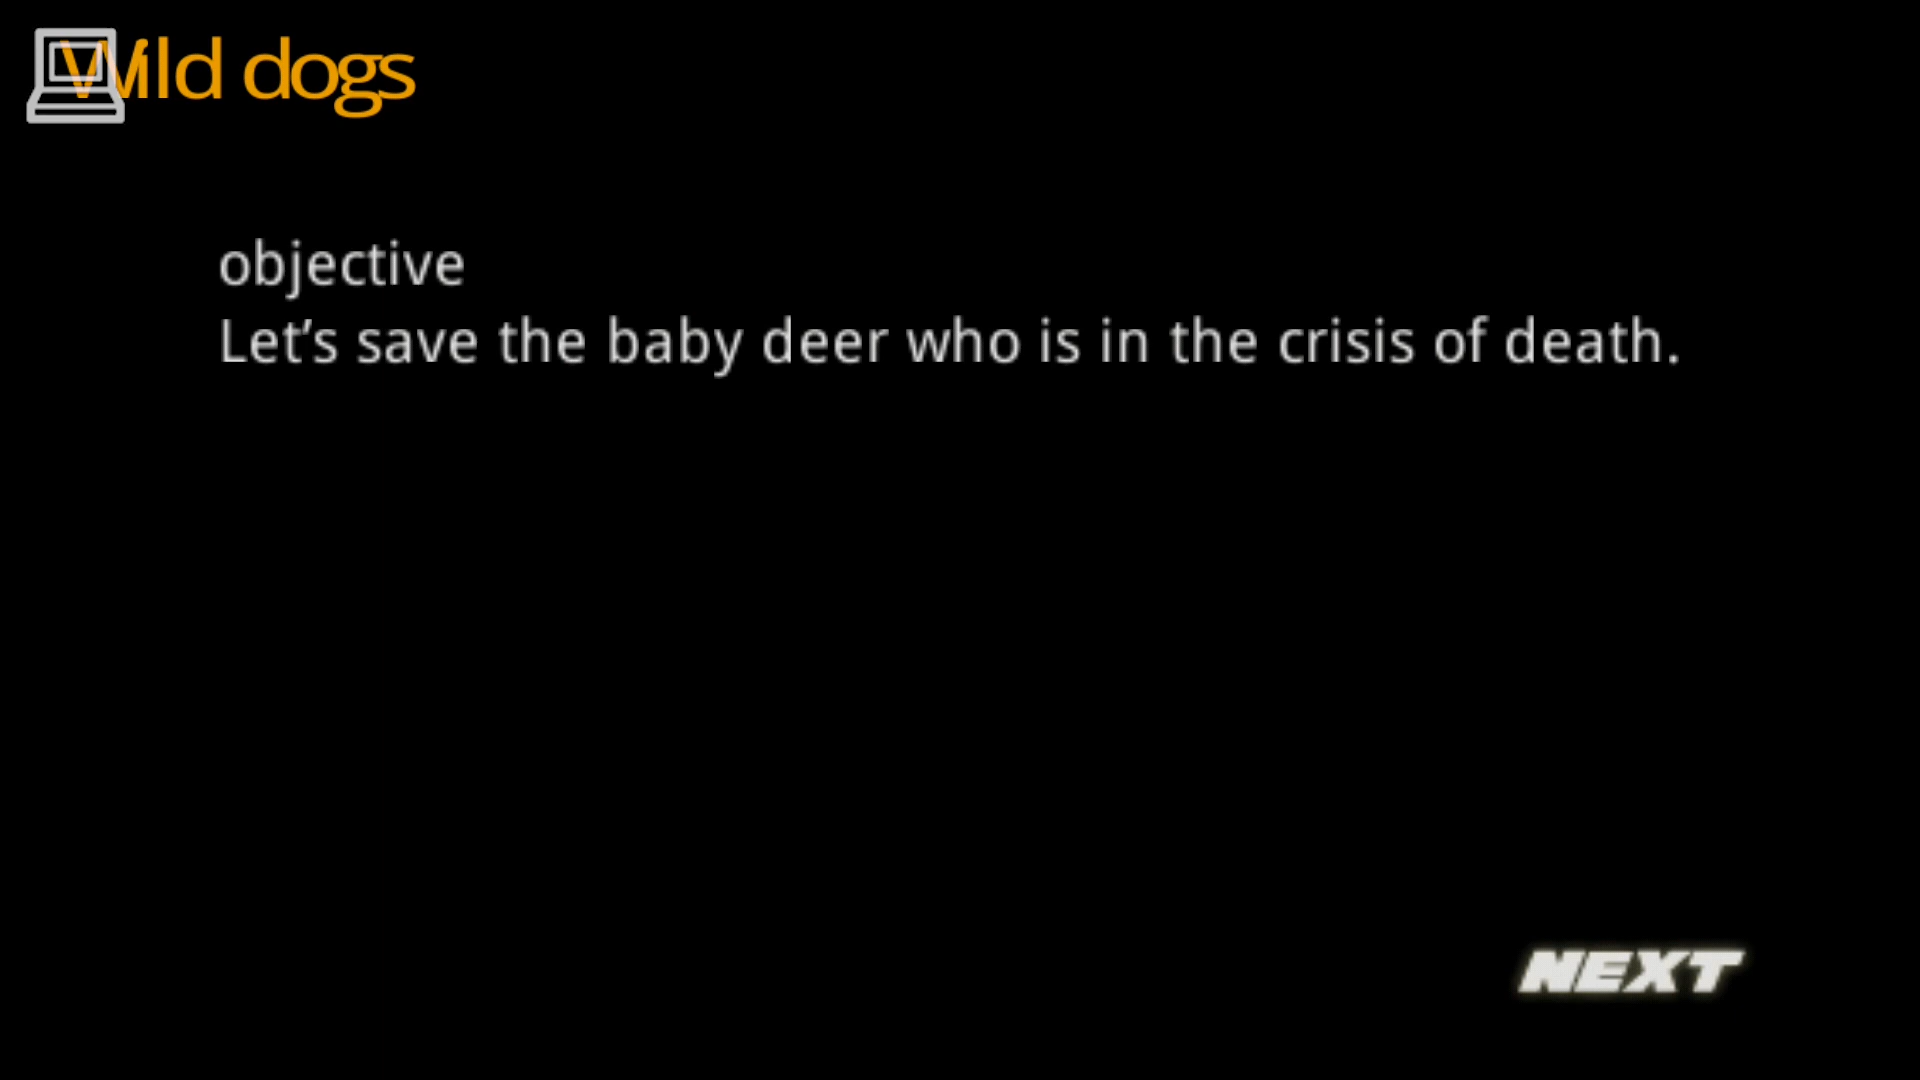 Wild dogs
objective
Let’s save the baby deer who is in the crisis of death.
NEXT